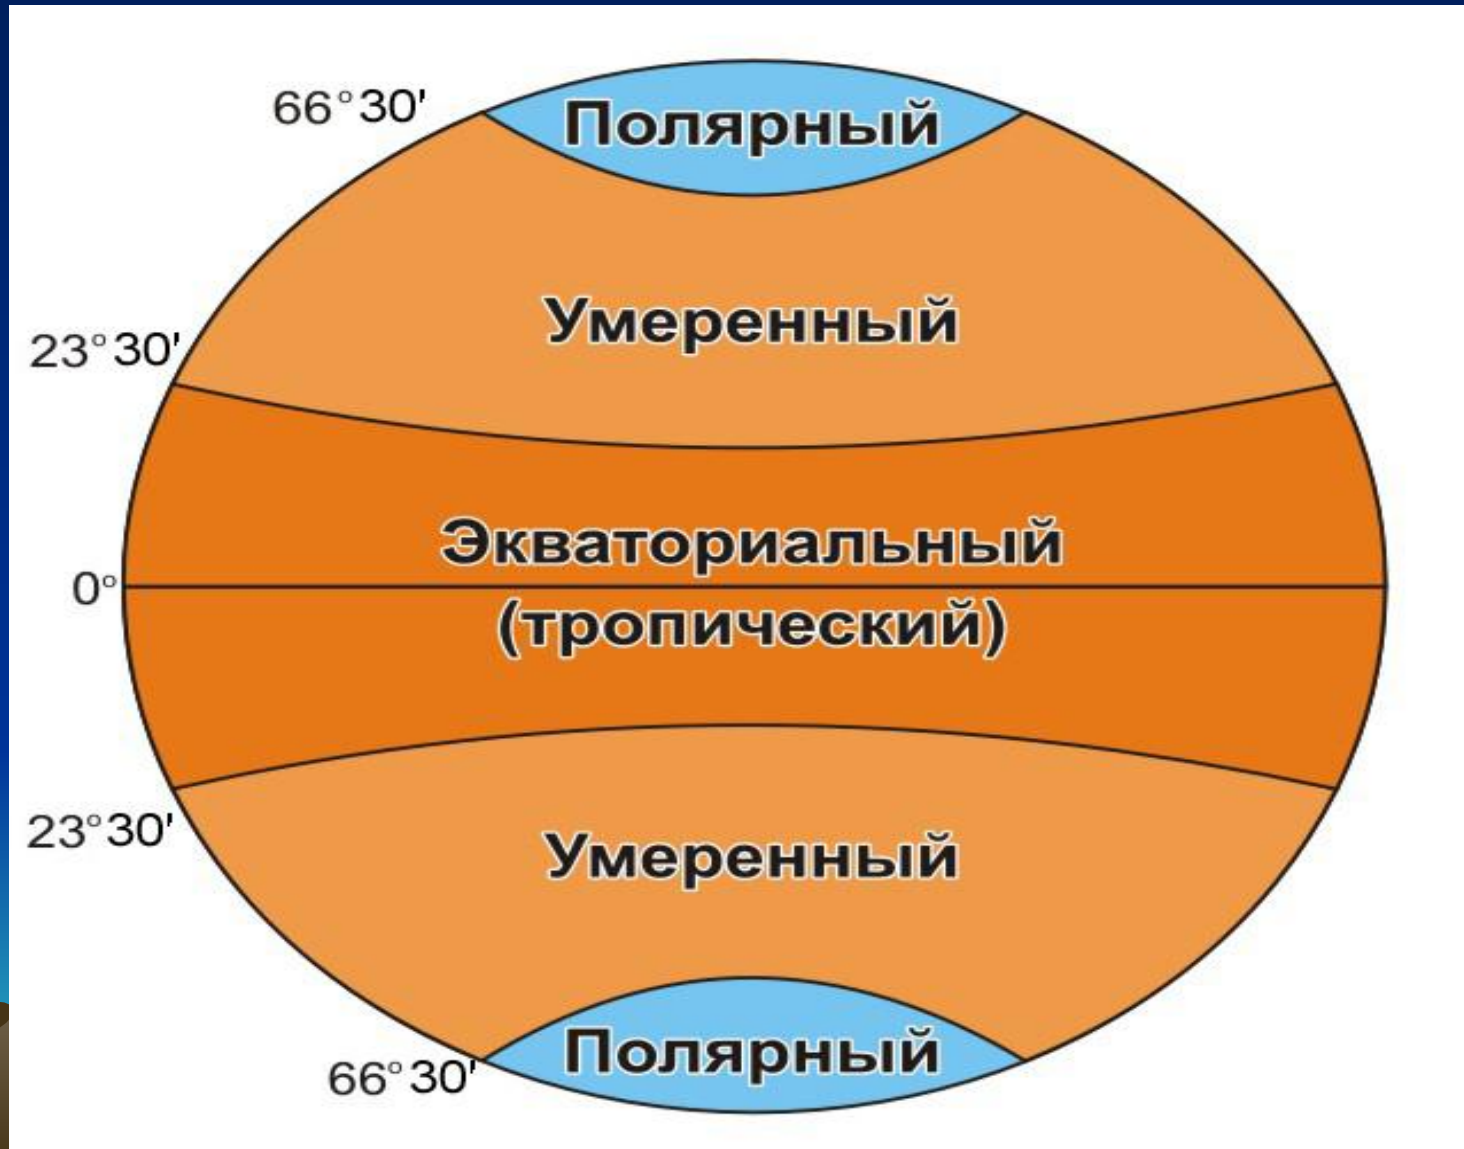 66°30'
Полярный
Умеренный
23°30'
Экваториальный
0°
(тропический)
23°30'
Умеренный
Полярный
66°30'